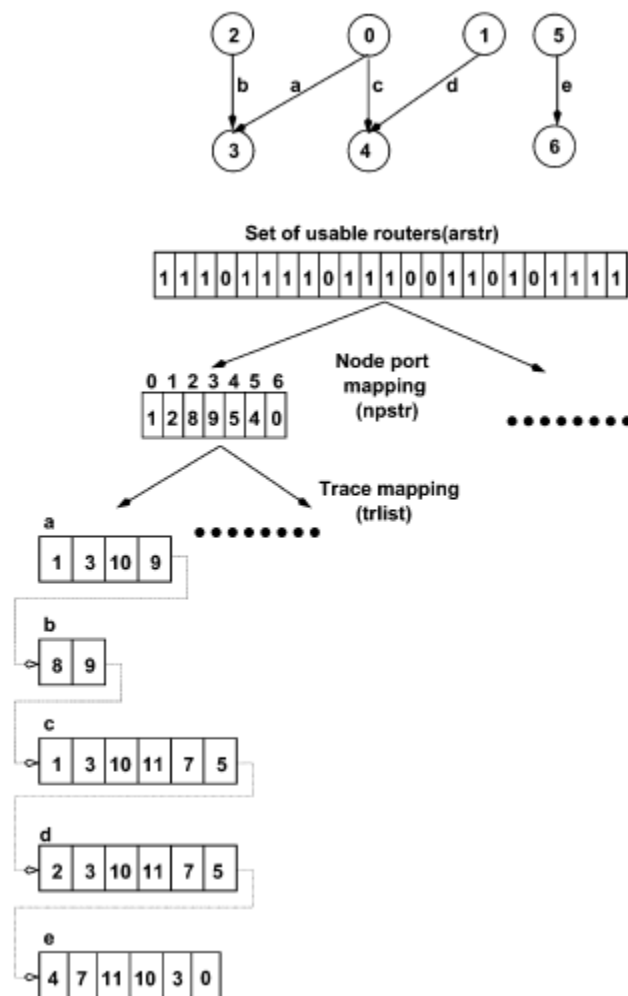 2 0 1 5
b a c d e
3 4 6
Set of usable routers(arstr)
1 1 1 0 1 1 1 1 0 1 1 1 0 0 1 1 0 1 0 1 1 1 1
0 1 2 3 4 5 6
1 2 8 9 5 4 0
Node port
mapping
(npstr)
Trace mapping
(trlist)
a
1 3 10 9
b
8 9
c
1 3 10 11 7 5
d
2 3 10 11 7 5
e
4 7 11 10 3 0